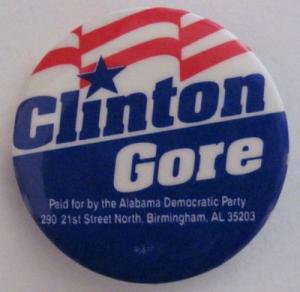 Clinton
Gore
Paid for by the Alabama Democratic Party
290 21st Street North, Birmingham, AL 35203